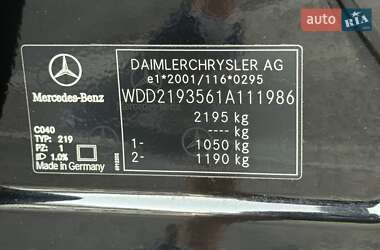 auto RIA
DAIMLERCHRYSLER AG
e1*2001/116*0295
WDD2193561A111986
2195 kg
---- kg
1- 1050 kg
2- 1190 kg
Mercedes-Benz
C040
TYP: 219
PZ: 1
1.0%
Made in Germany